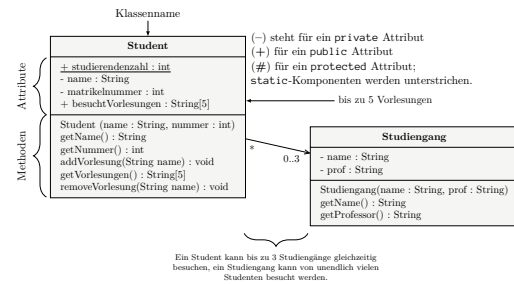 Klassenname
Student
+ studierendenzahl : int
- name : String
- matrikelnummer : int
+ besuchtVorlesungen : String[5]
Student (name : String, nummer : int)
getName() : String
getNummer() : int
addVorlesung(String name) : void
getVorlesungen() : String[5]
removeVorlesung(String name) : void
Attribute
Methoden
(–) steht für ein private Attribut
(+) für ein public Attribut
(#) für ein protected Attribut;
static-Komponenten werden unterstrichen.
bis zu 5 Vorlesungen
*
0..3
Studiengang
- name : String
- prof : String
Studiengang(name : String, prof : String)
getName() : String
getProfessor() : String
Ein Student kann bis zu 3 Studiengänge gleichzeitig
besuchen, ein Studiengang kann von unendlich vielen
Studenten besucht werden.